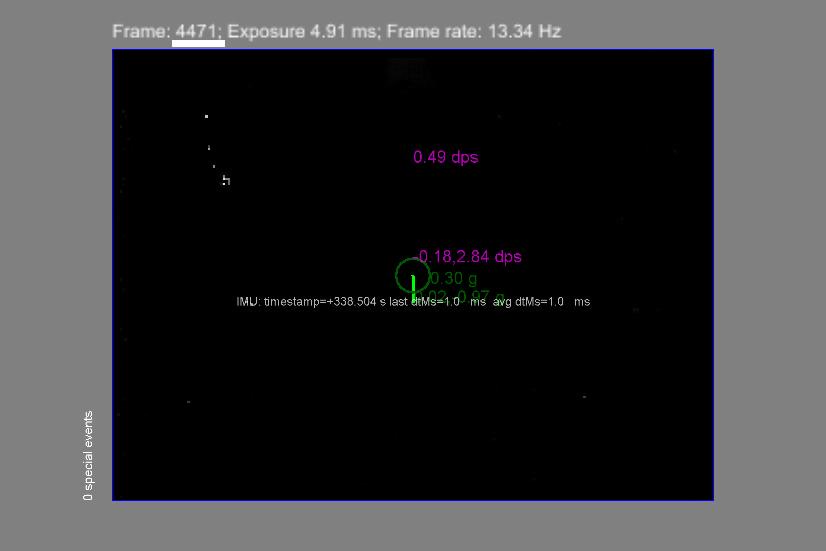 Frame: 4471; Exposure 4.91 ms; Frame rate: 13.34 Hz
0.49 dps
-0.18,2.84 dps
0.30 g
IMU: timestamp=+338.504 s last dtMs=1.0 ms avg dtMs=1.0 ms
0 special events